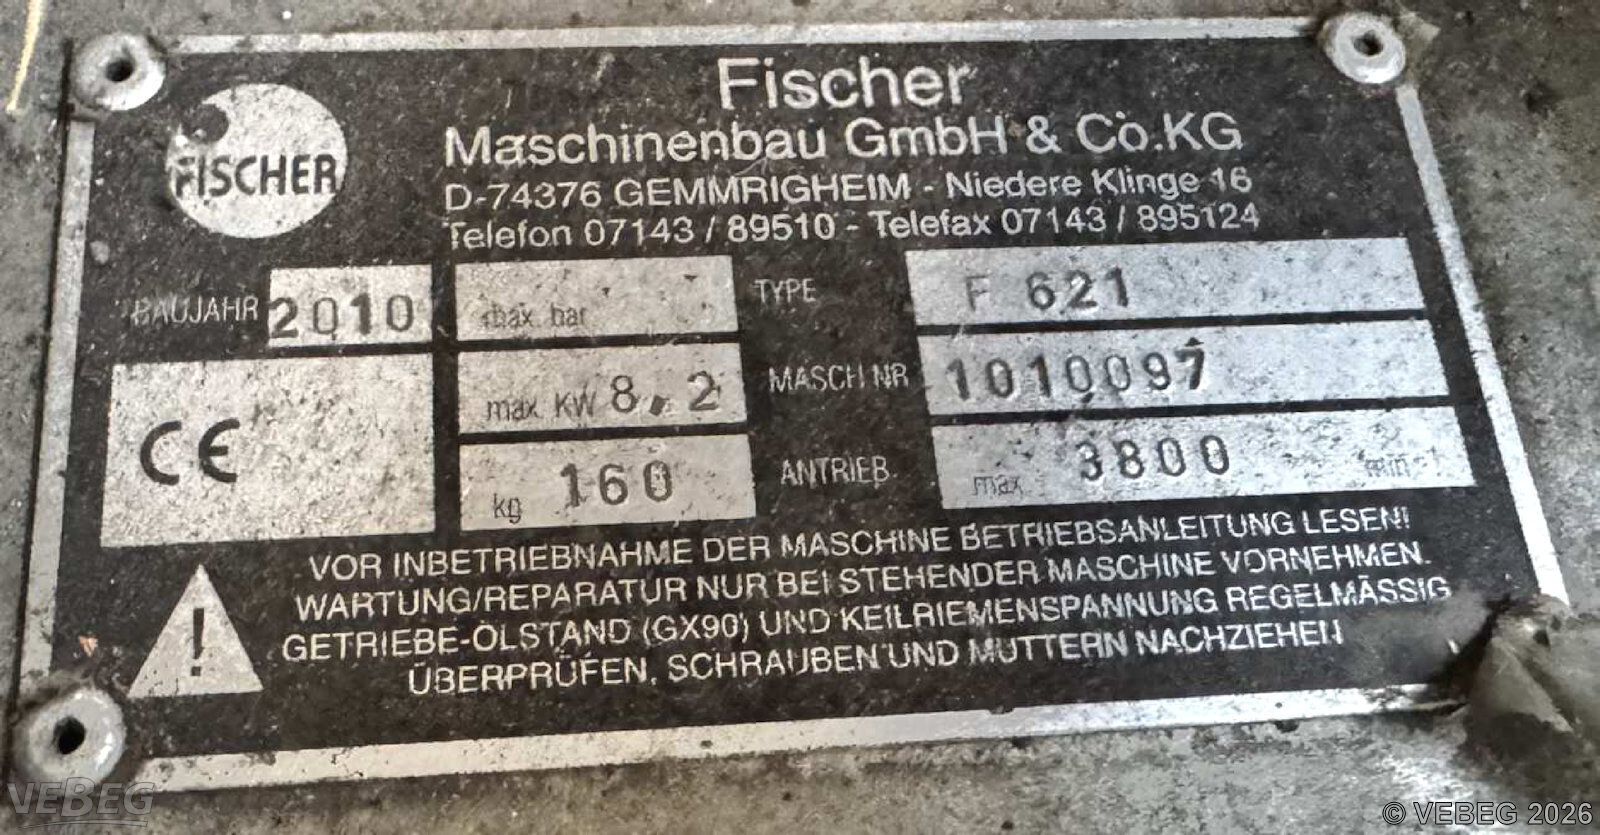 Fischer
Maschinenbau GmbH & Co.KG
FISCHER
D-74376 GEMMRIGHEIM - Niedere Klinge 16
Telefon 07143 / 89510 - Telefax 07143 / 895124
BAUJAHR 2010 max bar TYPE F 621
CE max. KW 8,2 MASCH NR 1010097
kg 160 ANTRIEB max 3800 min -1
VOR INBETRIEBNAHME DER MASCHINE BETRIEBSANLEITUNG LESEN!
WARTUNG/REPARATUR NUR BEI STEHENDER MASCHINE VORNEHMEN.
! GETRIEBE-ÖLSTAND (GX90) UND KEILRIEMENSPANNUNG REGELMÄSSIG
ÜBERPRÜFEN, SCHRAUBEN UND MUTTERN NACHZIEHEN
VEBEG
© VEBEG 2026